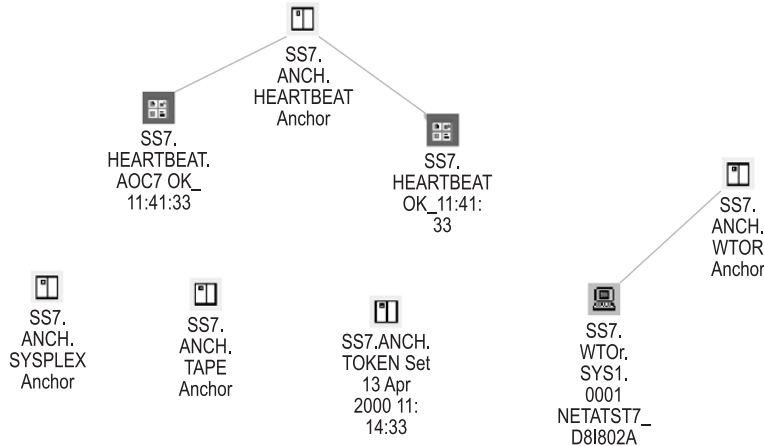 SS7.
ANCH.
HEARTBEAT
Anchor
SS7.
HEARTBEAT.
AOC7 OK_
11:41:33
SS7.
HEARTBEAT
OK_11:41:
33
SS7.
ANCH.
WTOR
Anchor
SS7.
ANCH.
SYSPLEX
Anchor
SS7.
ANCH.
TAPE
Anchor
SS7.ANCH.
TOKEN Set
13 Apr
2000 11:
14:33
SS7.
WTOr.
SYS1.
0001
NETATST7_
D8I802A